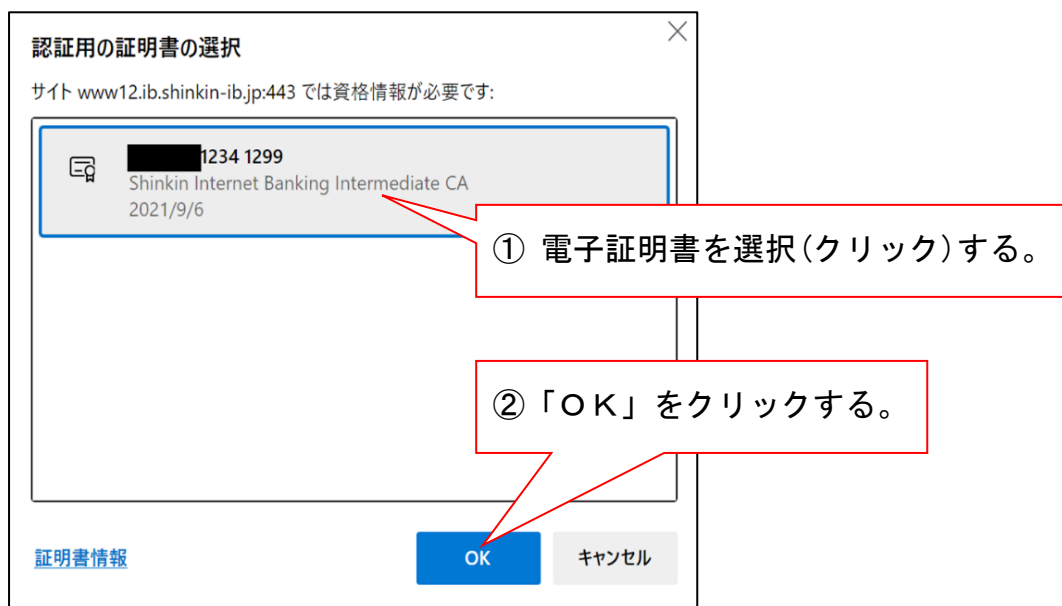 認証用の証明書の選択
サイト www12.ib.shinkin-ib.jp:443 では資格情報が必要です:
1234 1299
Shinkin Internet Banking Intermediate CA
2021/9/6
① 電子証明書を選択(クリック)する。
②「ＯＫ」をクリックする。
証明書情報
OK
キャンセル